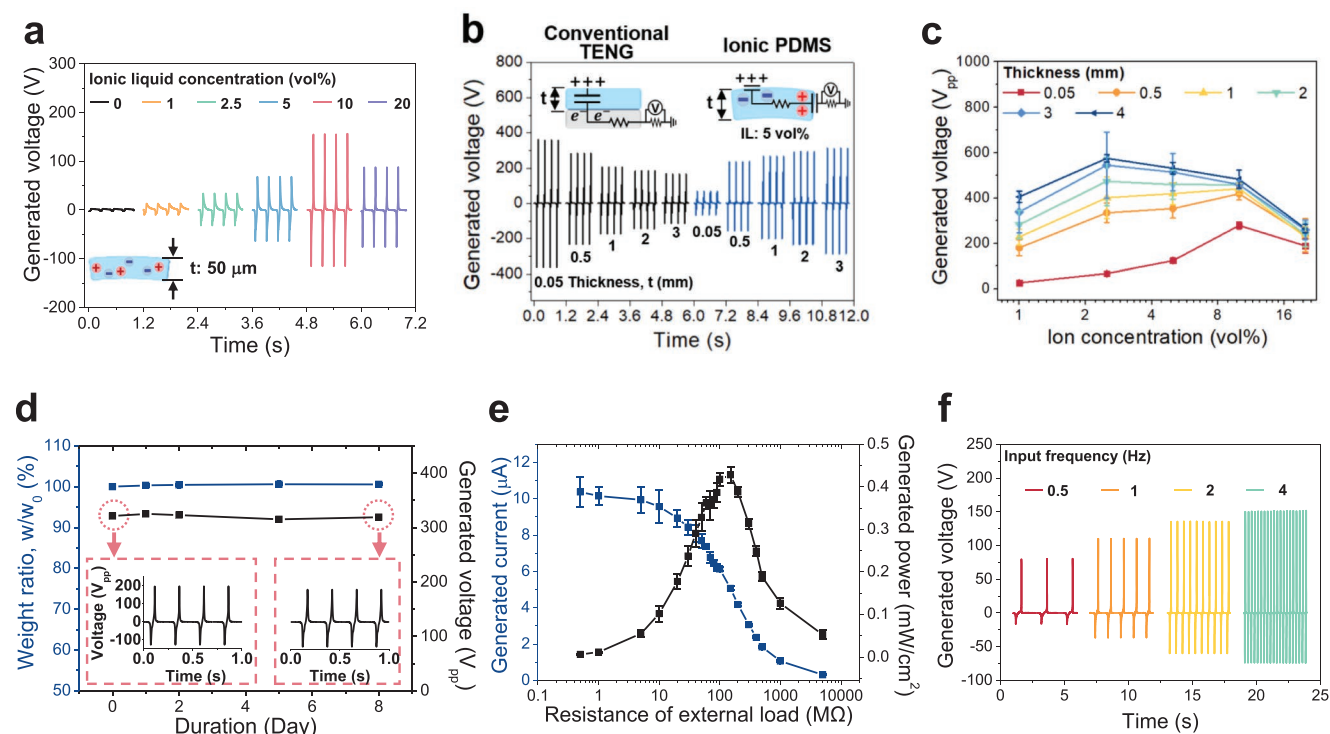 a
Generated voltage (V)
300
200
100
0
-100
-200
Ionic liquid concentration (vol%)
0 1 2.5 5 10 20
t: 50 μm
0.0 1.2 2.4 3.6 4.8 6.0 7.2
Time (s)
b
Generated voltage (V)
800
600
400
200
0
-200
-400
Conventional
TENG
Ionic PDMS
+ + +
t
e⁻ e⁻
V
+ + +
t
V
IL: 5 vol%
0.5
1
2
3
0.05
0.5
1
2
3
0.05 Thickness, t (mm)
0.0 1.2 2.4 3.6 4.8 6.0 7.2 8.4 9.6 10.8 12.0
Time (s)
c
Generated voltage (Vpp)
1000
800
600
400
200
0
Thickness (mm)
0.05 0.5 1 2
3 4
1 2 4 8 16
Ion concentration (vol%)
d
Weight ratio, w/w0 (%)
110
100
90
80
70
65
60
50
Generated voltage (Vpp)
400
300
200
100
0
Voltage (Vpp)
200
100
0
-100
0.0 0.5 1.0
Time (s)
0.0 0.5 1.0
Time (s)
0 2 4 6 8
Duration (Day)
e
Generated current (μA)
12
10
8
6
4
2
0
Generated power (mW/cm²)
0.5
0.4
0.3
0.2
0.1
0.0
0.1 1 10 100 1000 10000
Resistance of external load (MΩ)
f
Generated voltage (V)
250
200
150
100
50
0
-50
-100
Input frequency (Hz)
0.5 1 2 4
0 5 10 15 20 25
Time (s)